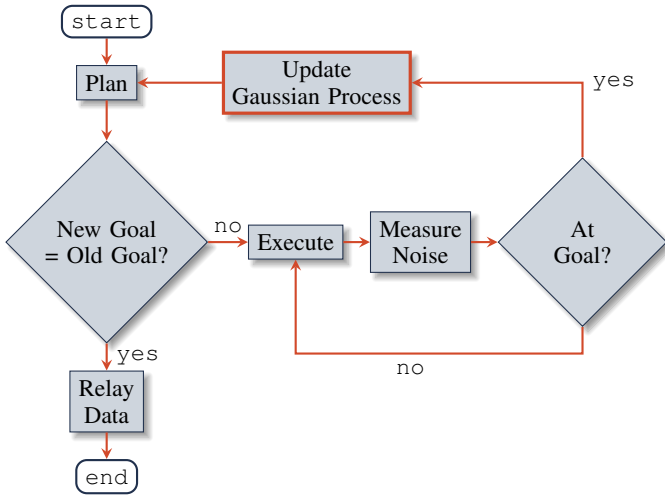 start
Plan
Update
Gaussian Process
yes
New Goal
= Old Goal?
no
Execute
Measure
Noise
At
Goal?
yes
no
Relay
Data
end